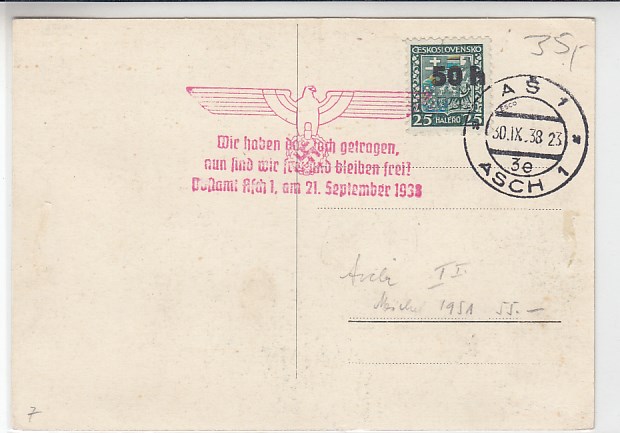 35,-
ČESKOSLOVENSKO
50 h
25 HALÉŘŮ 25
AŠ 1
30.IX.38 23
3e
ASCH 1
Wir haben das Joch getragen,
nun sind wir frei und bleiben frei!
Postamt Asch 1, am 21. September 1938
Asch II
Michel 1951 55.-
7